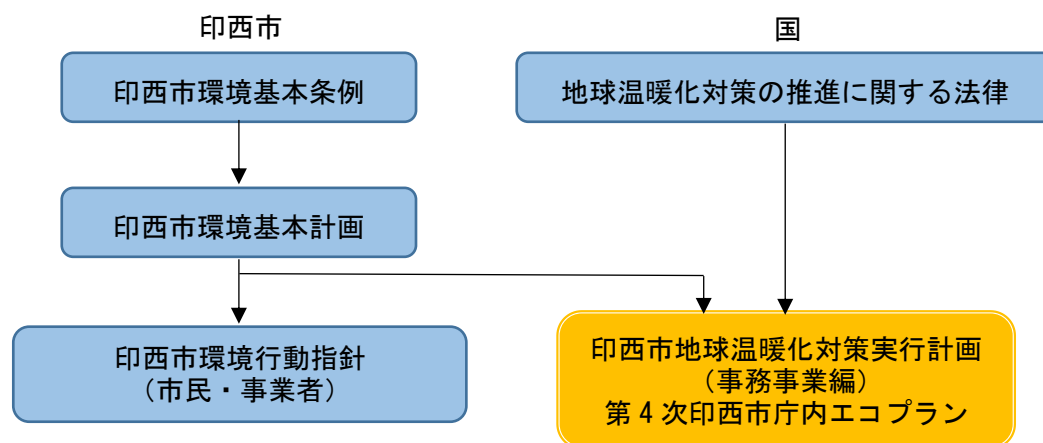 印西市
国
印西市環境基本条例
地球温暖化対策の推進に関する法律
印西市環境基本計画
印西市環境行動指針
（市民・事業者）
印西市地球温暖化対策実行計画
（事務事業編）
第４次印西市庁内エコプラン